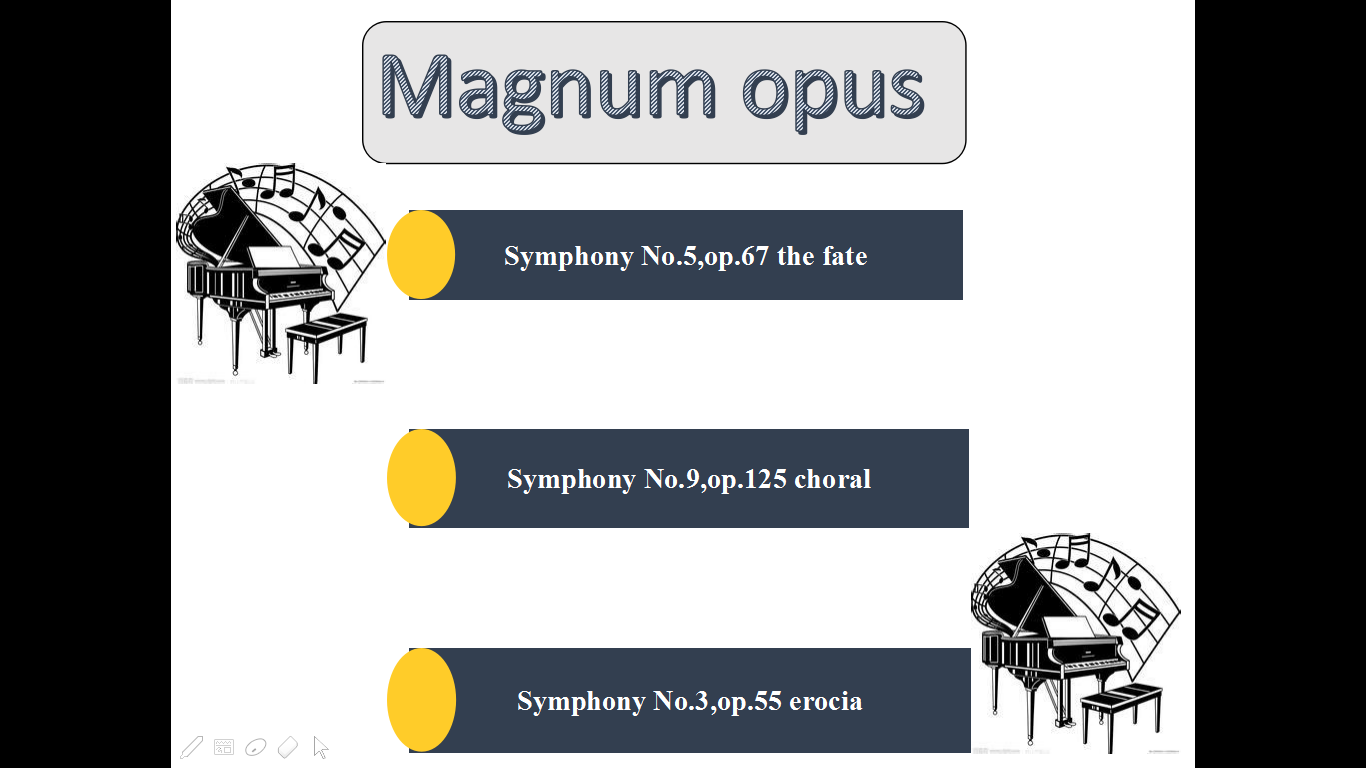 Magnum opus
Symphony No.5,op.67 the fate
Symphony No.9,op.125 choral
Symphony No.3,op.55 erocia